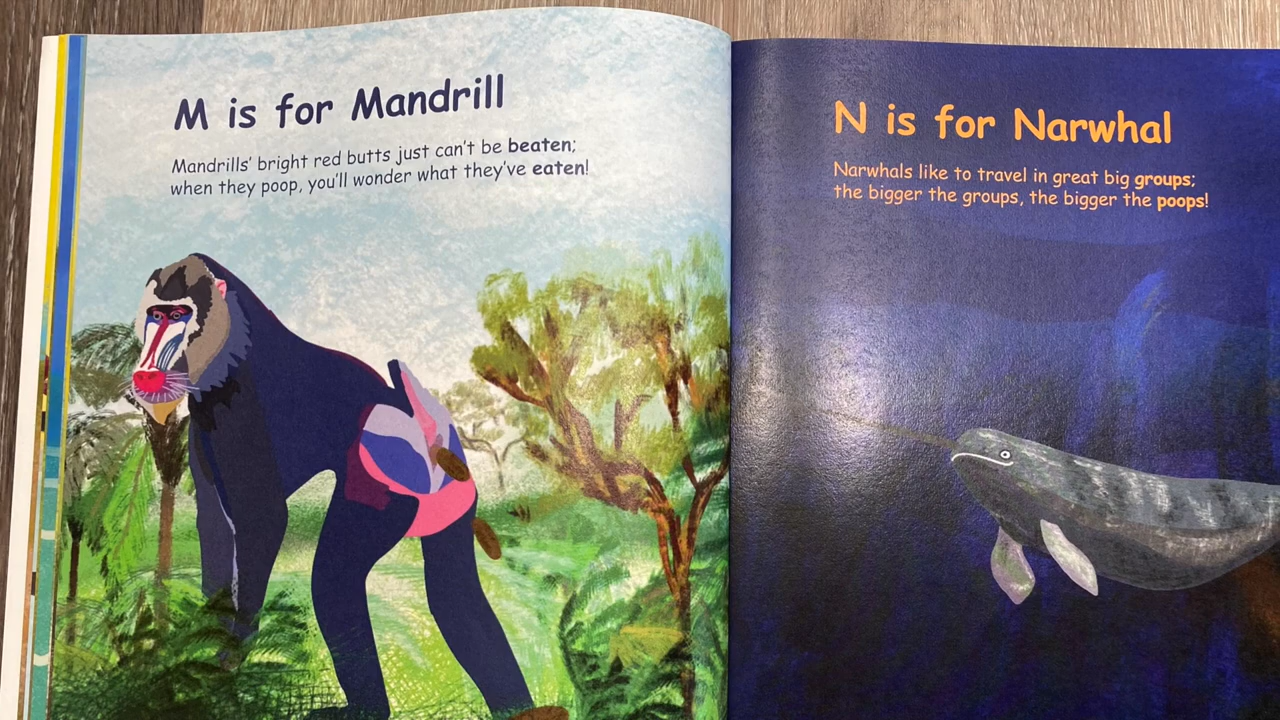 M is for Mandrill
Mandrills' bright red butts just can't be beaten;
when they poop, you'll wonder what they've eaten!
N is for Narwhal
Narwhals like to travel in great big groups;
the bigger the groups, the bigger the poops!